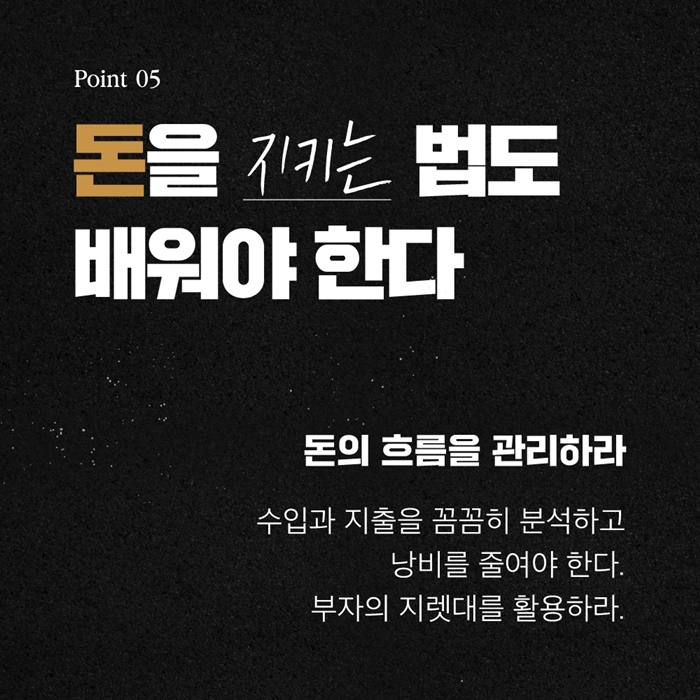 Point 05
돈을 지키는 법도
배워야 한다
돈의 흐름을 관리하라
수입과 지출을 꼼꼼히 분석하고
낭비를 줄여야 한다.
부자의 지렛대를 활용하라.